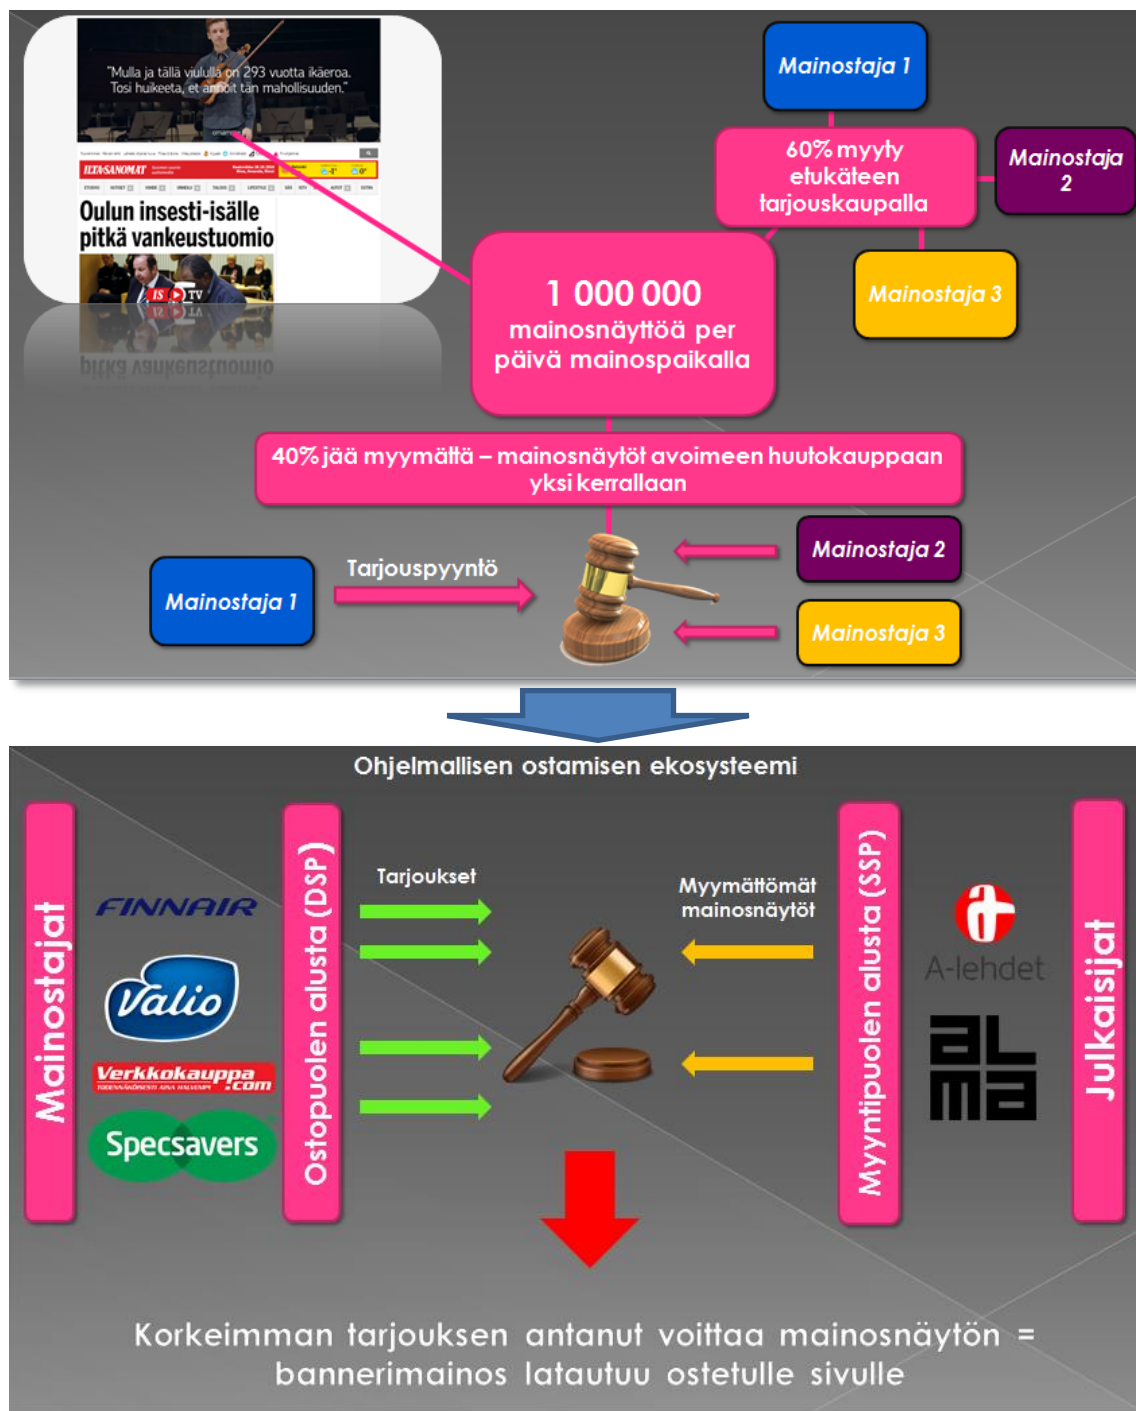 "Mulla ja tällä viululla on 293 vuotta ikäeroa.
Tosi huikeeta, et annoit tän mahollisuuden."
ILTA-SANOMAT
Oulun insesti-isälle
pitkä vankeustuomio
IS TV
Mainostaja 1
60% myyty
etukäteen
tarjouskaupalla
Mainostaja
2
Mainostaja 3
1 000 000
mainosnäyttöä per
päivä mainospaikalla
40% jää myymättä – mainosnäytöt avoimeen huutokauppaan
yksi kerrallaan
Mainostaja 1
Tarjouspyyntö
Mainostaja 2
Mainostaja 3
Ohjelmallisen ostamisen ekosysteemi
Mainostajat
FINNAIR
Valio
Verkkokauppa
.com
TODENNÄKÖISESTI AINA HALVEMPI
Specsavers
Ostopuolen alusta (DSP)
Tarjoukset
Myymättömät
mainosnäytöt
Myyntipuolen alusta (SSP)
A-lehdet
ALMA
Julkaisijat
Korkeimman tarjouksen antanut voittaa mainosnäytön =
bannerimainos latautuu ostetulle sivulle